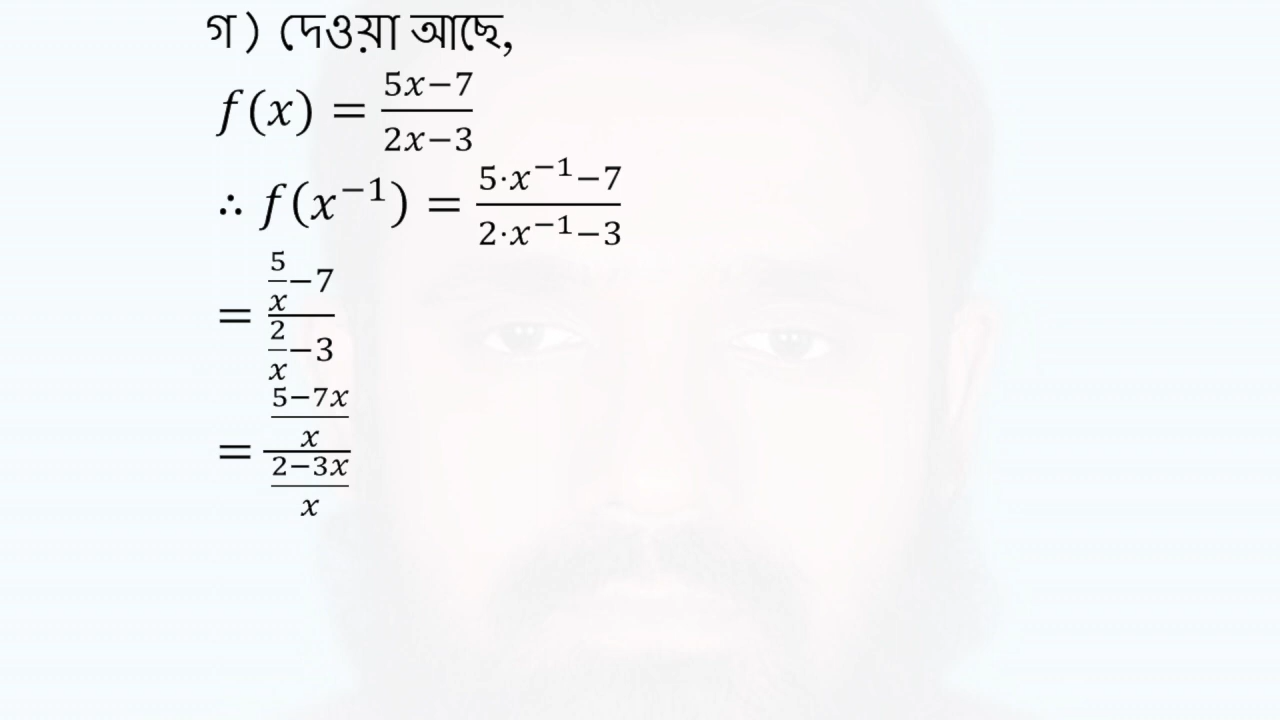 গ) দেওয়া আছে,
f(x) = (5x−7)/(2x−3)
∴ f(x⁻¹) = (5·x⁻¹−7)/(2·x⁻¹−3)
= (5/x−7)/(2/x−3)
= ((5−7x)/x)/((2−3x)/x)